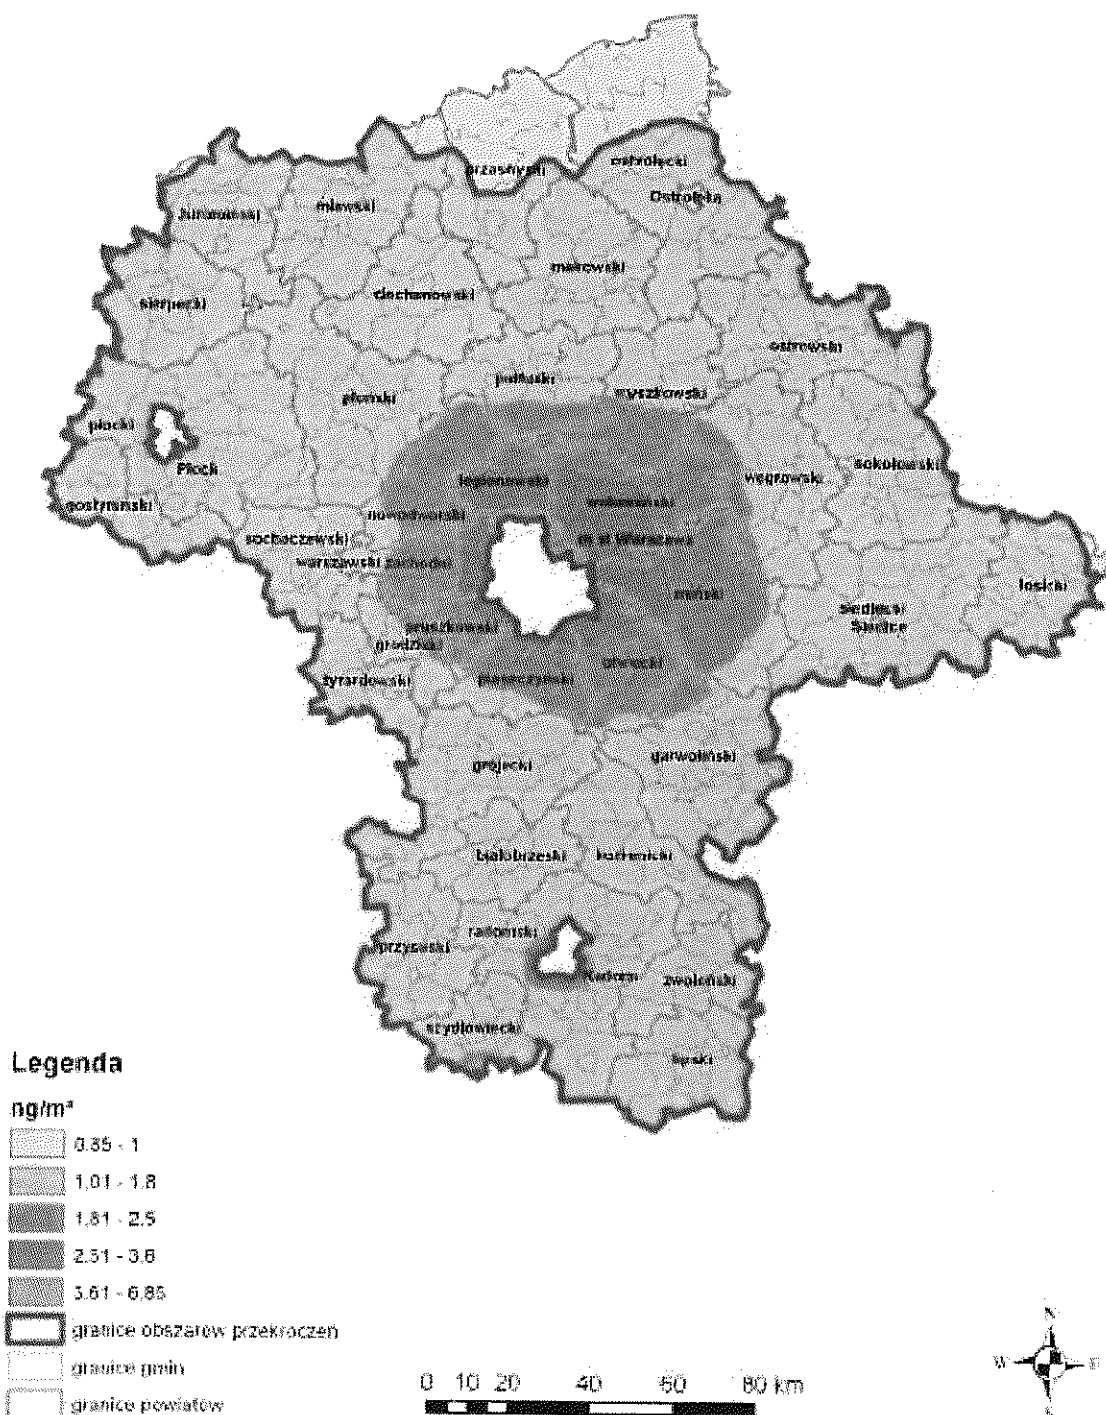 ostrołęcki
przasnyski
Ostrołęka
mławski
żuromiński
makowski
ciechanowski
sierpecki
ostrowski
pułtuski
wyszkowski
płoński
płocki
Płock
sokołowski
węgrowski
legionowski
wołomiński
gostyniński
nowodworski
sochaczewski
m.st.Warszawa
warszawski zachodni
łosicki
miński
siedlecki
Siedlce
pruszkowski
grodziski
otwocki
żyrardowski
piaseczyński
garwoliński
grójecki
białobrzeski
kozienicki
radomski
przysuski
Radom
zwoleński
szydłowiecki
lipski
Legenda
ng/m³
0.85 - 1
1,01 - 1,8
1,81 - 2,5
2,51 - 3,6
3,61 - 6,85
granice obszarów przekroczeń
granice gmin
granice powiatów
0 10 20 40 60 80 km
N
W E
S